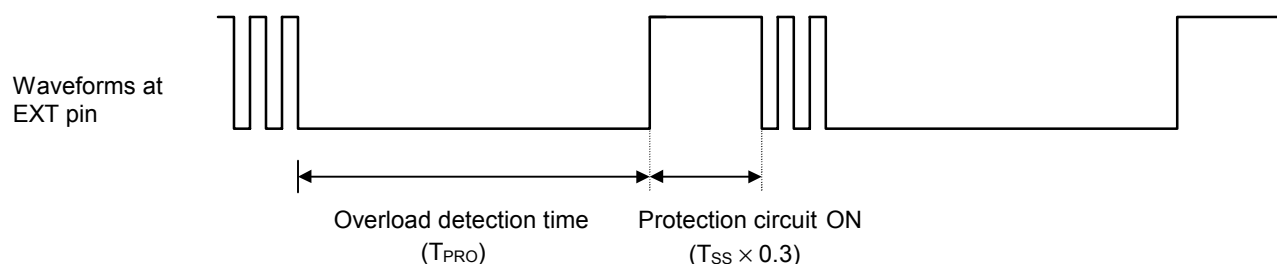 Waveforms at
EXT pin
Overload detection time
(TPRO)
Protection circuit ON
(TSS × 0.3)